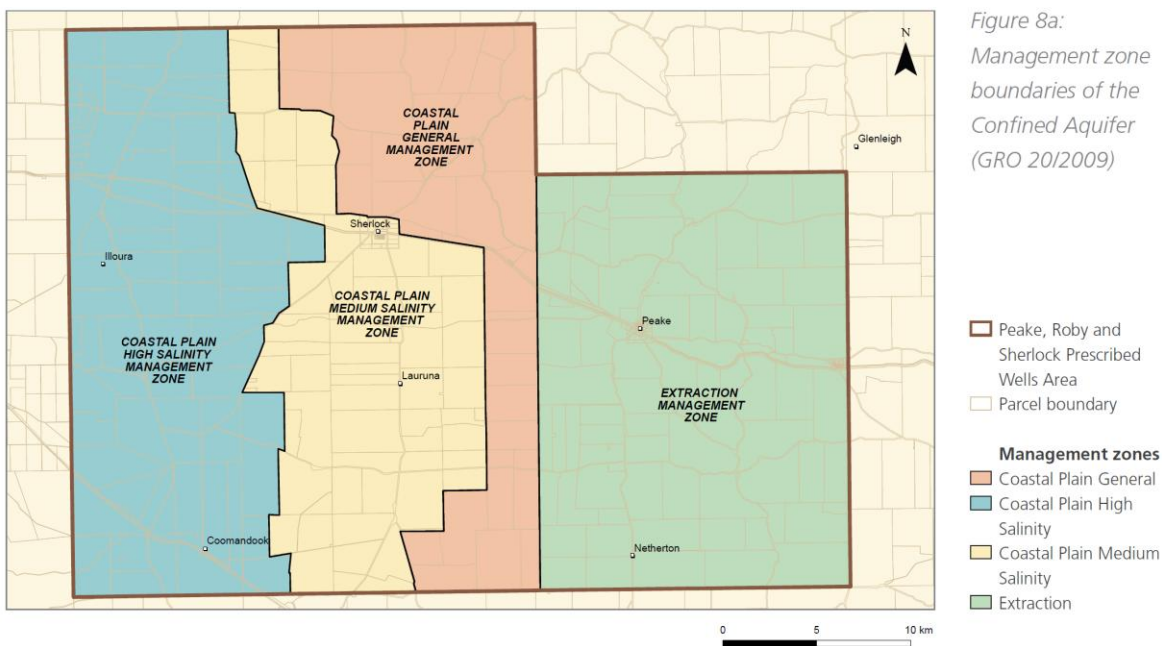 Figure 8a:
Management zone
boundaries of the
Confined Aquifer
(GRO 20/2009)
N
Glenleigh
COASTAL
PLAIN
GENERAL
MANAGEMENT
ZONE
Sherlock
Illoura
COASTAL PLAIN
MEDIUM SALINITY
MANAGEMENT
ZONE
Peake
COASTAL PLAIN
HIGH SALINITY
MANAGEMENT
ZONE
Lauruna
EXTRACTION
MANAGEMENT
ZONE
Coomandook
Netherton
Peake, Roby and
Sherlock Prescribed
Wells Area
Parcel boundary
Management zones
Coastal Plain General
Coastal Plain High
Salinity
Coastal Plain Medium
Salinity
Extraction
0 5 10 km